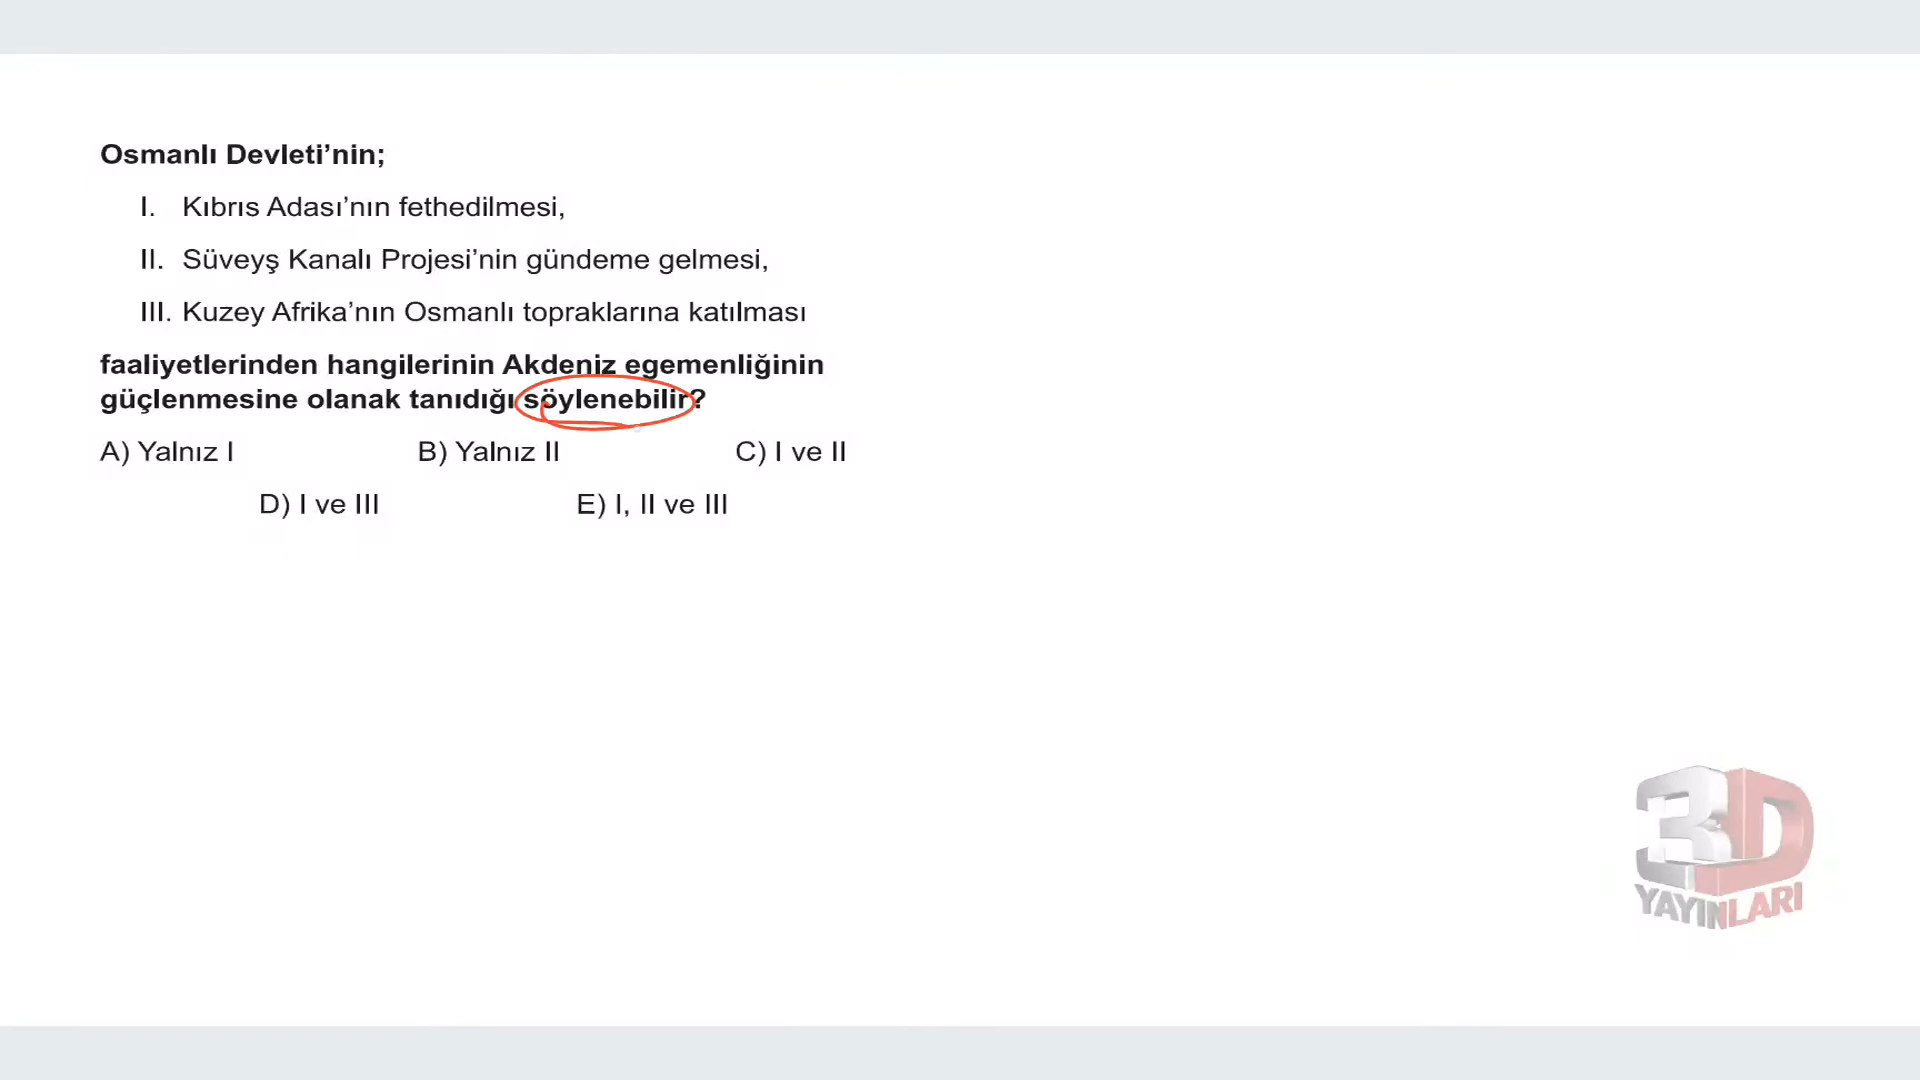 Osmanlı Devleti’nin;
I. Kıbrıs Adası’nın fethedilmesi,
II. Süveyş Kanalı Projesi’nin gündeme gelmesi,
III. Kuzey Afrika’nın Osmanlı topraklarına katılması
faaliyetlerinden hangilerinin Akdeniz egemenliğinin
güçlenmesine olanak tanıdığı söylenebilir?
A) Yalnız I B) Yalnız II C) I ve II
D) I ve III E) I, II ve III
3D
YAYINLARI